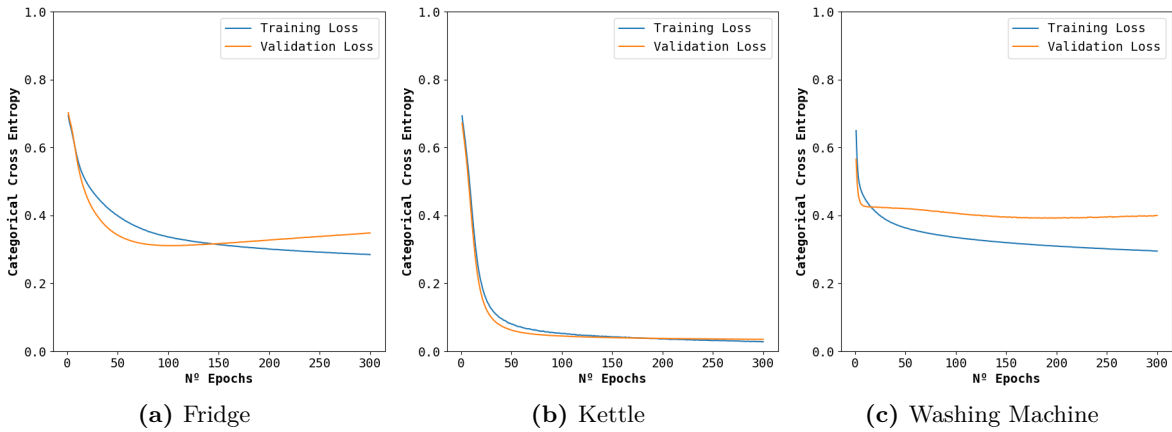 Categorical Cross Entropy
1.0
0.8
0.6
0.4
0.2
0.0
Training Loss
Validation Loss
0 50 100 150 200 250 300
Nº Epochs
(a) Fridge
Categorical Cross Entropy
1.0
0.8
0.6
0.4
0.2
0.0
Training Loss
Validation Loss
0 50 100 150 200 250 300
Nº Epochs
(b) Kettle
Categorical Cross Entropy
1.0
0.8
0.6
0.4
0.2
0.0
Training Loss
Validation Loss
0 50 100 150 200 250 300
Nº Epochs
(c) Washing Machine